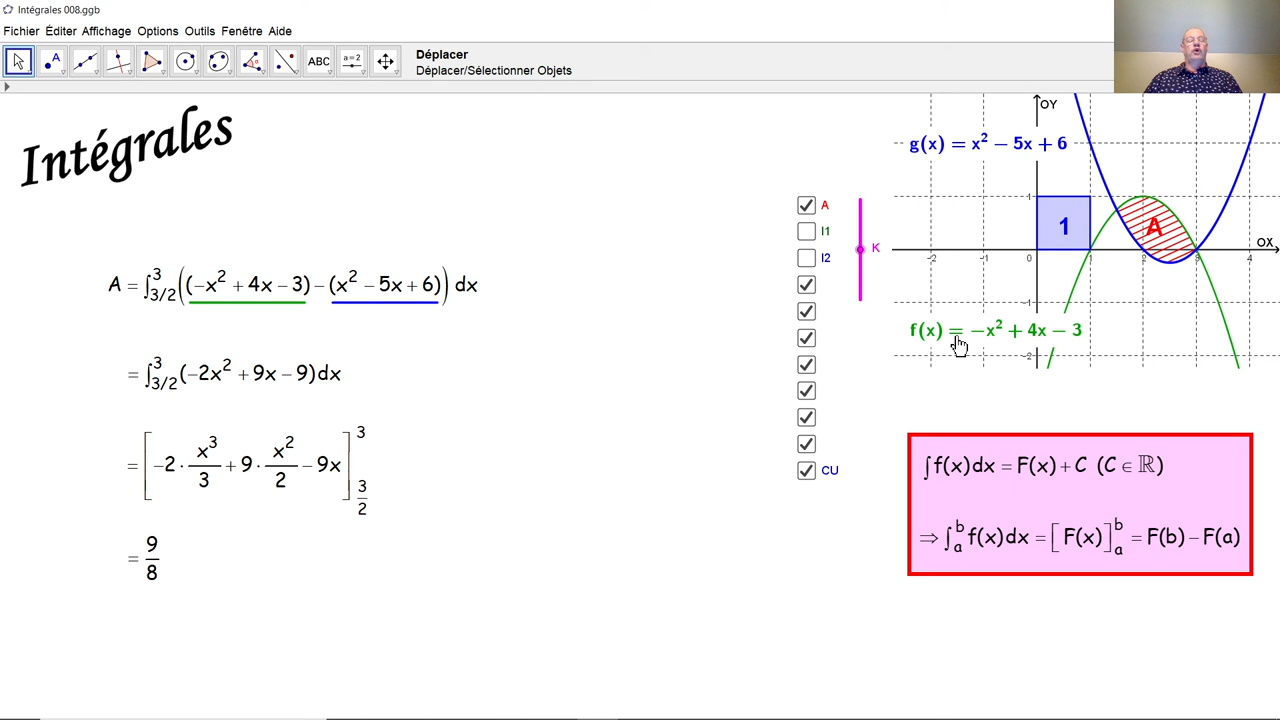 Intégrales 008.ggb
Fichier Éditer Affichage Options Outils Fenêtre Aide
A ABC a=2
Déplacer
Déplacer/Sélectionner Objets
Intégrales
A = ∫_{3/2}^{3} ((−x² + 4x − 3) − (x² − 5x + 6)) dx
= ∫_{3/2}^{3} (−2x² + 9x − 9)dx
= [−2 · x³/3 + 9 · x²/2 − 9x]_{3/2}^{3}
= 9/8
A
I1
I2
CU
K
OY
g(x) = x² − 5x + 6
1
1
A
OX
-2 -1 0 1 2 3 4
-1
f(x) = −x² + 4x − 3
-2
∫f(x)dx = F(x) + C (C ∈ ℝ)
⇒ ∫_{a}^{b} f(x)dx = [F(x)]_{a}^{b} = F(b) − F(a)